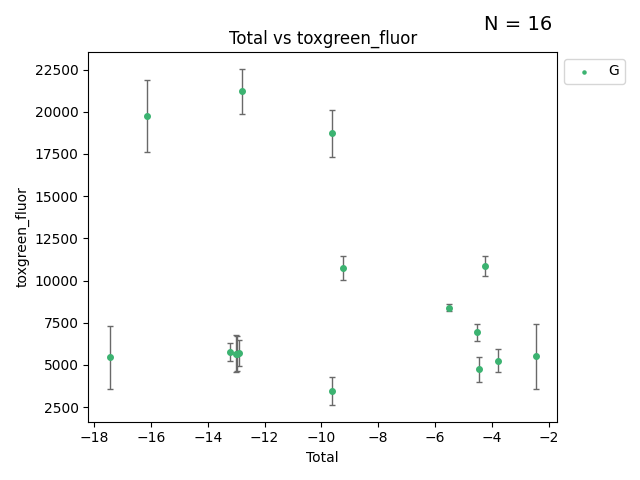 N = 16
Total vs toxgreen_fluor
G
22500
20000
17500
15000
12500
10000
7500
5000
2500
toxgreen_fluor
−18 −16 −14 −12 −10 −8 −6 −4 −2
Total